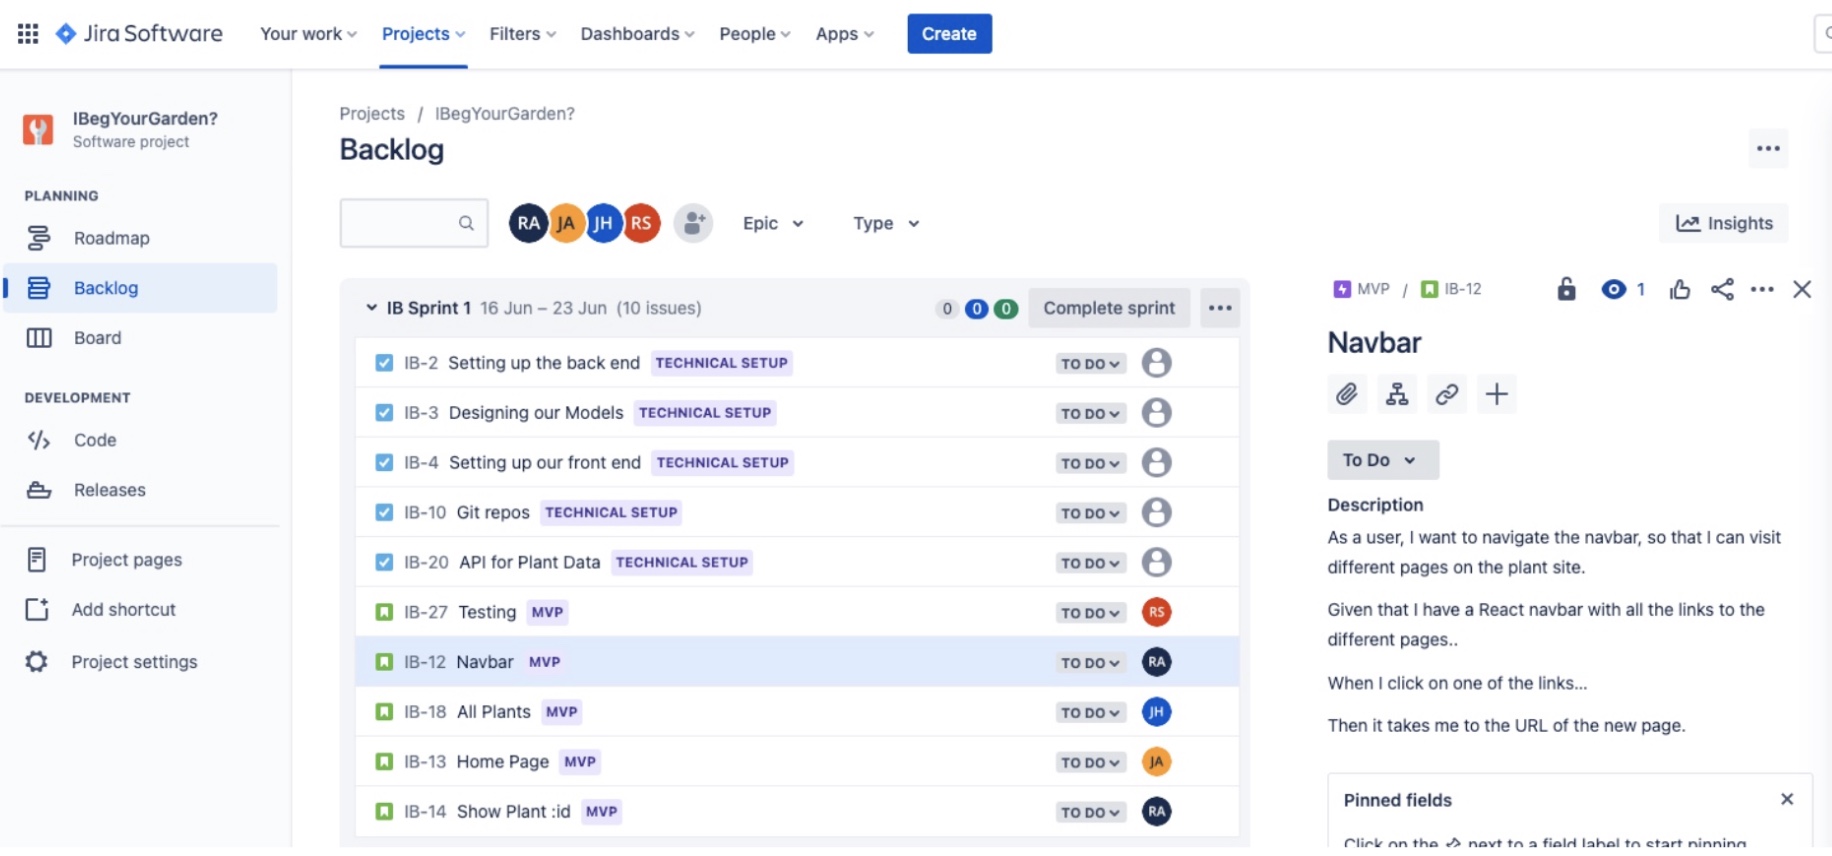 Jira Software Your work Projects Filters Dashboards People Apps Create
IBegYourGarden?
Software project
PLANNING
Roadmap
Backlog
Board
DEVELOPMENT
Code
Releases
Project pages
Add shortcut
Project settings
Projects / IBegYourGarden?
Backlog
RA JA JH RS Epic Type Insights
IB Sprint 1 16 Jun – 23 Jun (10 issues) 0 0 0 Complete sprint
IB-2 Setting up the back end TECHNICAL SETUP TO DO
IB-3 Designing our Models TECHNICAL SETUP TO DO
IB-4 Setting up our front end TECHNICAL SETUP TO DO
IB-10 Git repos TECHNICAL SETUP TO DO
IB-20 API for Plant Data TECHNICAL SETUP TO DO
IB-27 Testing MVP TO DO RS
IB-12 Navbar MVP TO DO RA
IB-18 All Plants MVP TO DO JH
IB-13 Home Page MVP TO DO JA
IB-14 Show Plant :id MVP TO DO RA
MVP / IB-12 1
Navbar
To Do
Description
As a user, I want to navigate the navbar, so that I can visit
different pages on the plant site.
Given that I have a React navbar with all the links to the
different pages..
When I click on one of the links...
Then it takes me to the URL of the new page.
Pinned fields
Click on the next to a field label to start pinning